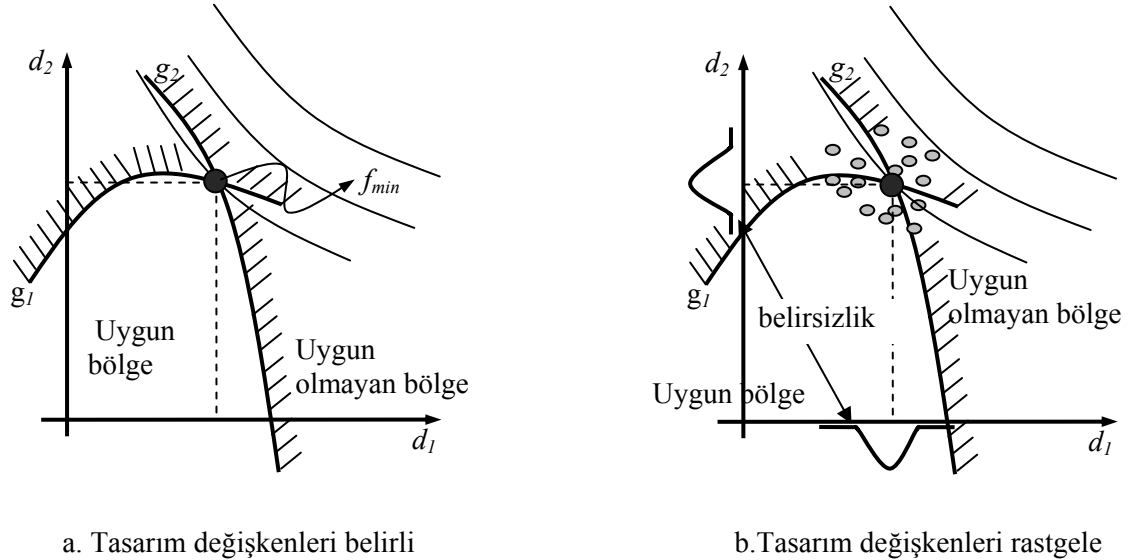 d2
g2
fmin
g1
Uygun
bölge
Uygun
olmayan bölge
d1
a. Tasarım değişkenleri belirli
d2
g2
g1
belirsizlik
Uygun
olmayan bölge
Uygun bölge
d1
b.Tasarım değişkenleri rastgele